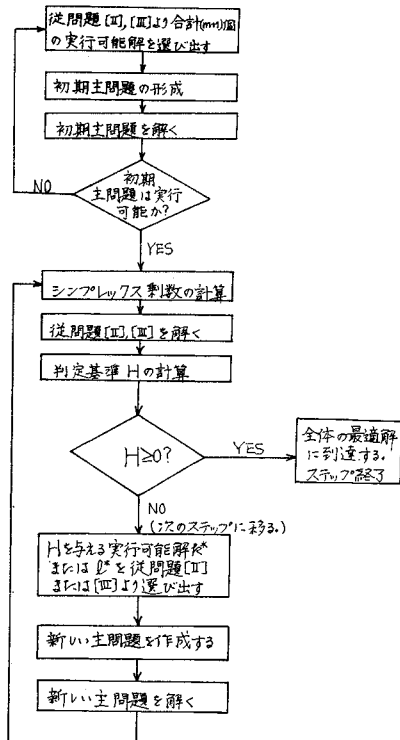 従問題[Ⅱ],[Ⅲ]より合計(m+n)個
の実行可能解を選び出す
初期主問題の形成
初期主問題を解く
初期
主問題は実行
可能か?
NO
YES
シンプレックス乗数の計算
従問題[Ⅱ],[Ⅲ]を解く
判定基準Hの計算
H≧0?
YES
全体の最適解
に到達する.
ステップ終了
NO
(次のステップに移る.)
Hを与える実行可能解k*
またはl*を従問題[Ⅱ]
または[Ⅲ]より選び出す
新しい主問題を作成する
新しい主問題を解く